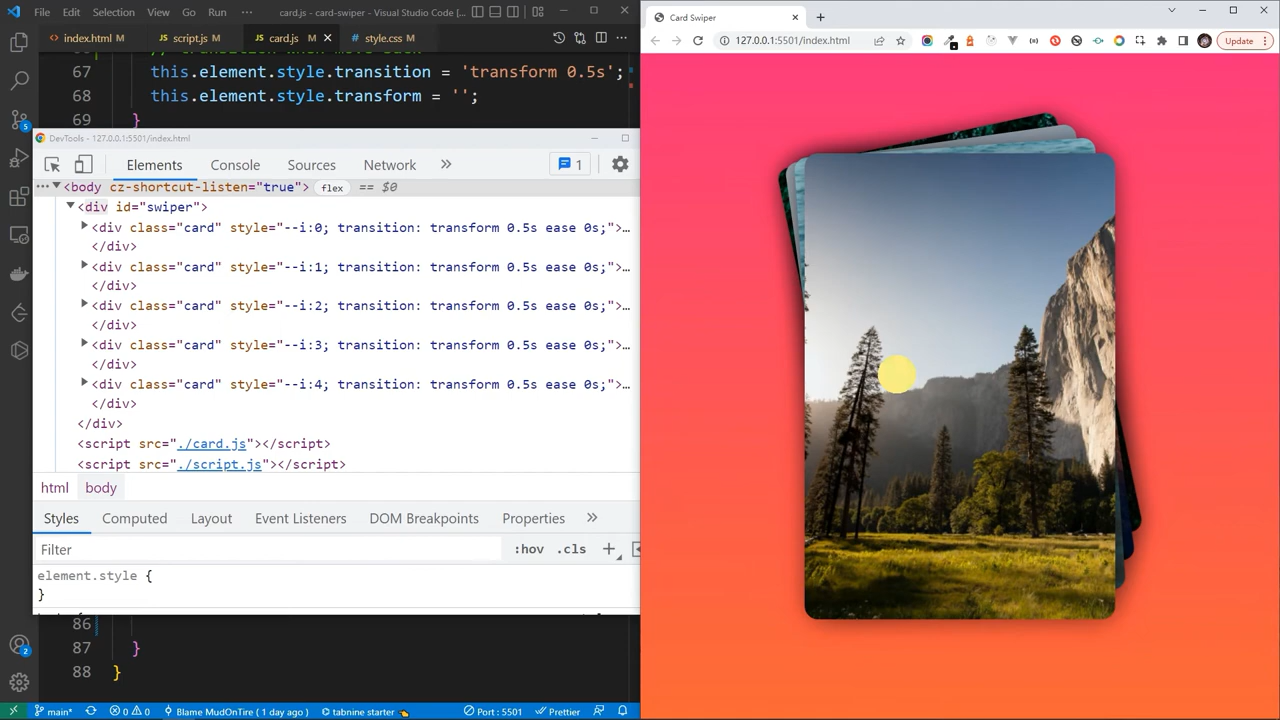 File Edit Selection View Go Run ... card.js - card-swiper - Visual Studio Code [...
index.html M script.js M card.js M style.css M
67 this.element.style.transition = 'transform 0.5s';
68 this.element.style.transform = '';
69 }
DevTools - 127.0.0.1:5501/index.html
Elements Console Sources Network » 1
<body cz-shortcut-listen="true"> flex == $0
<div id="swiper">
<div class="card" style="--i:0; transition: transform 0.5s ease 0s;">…
</div>
<div class="card" style="--i:1; transition: transform 0.5s ease 0s;">…
</div>
<div class="card" style="--i:2; transition: transform 0.5s ease 0s;">…
</div>
<div class="card" style="--i:3; transition: transform 0.5s ease 0s;">…
</div>
<div class="card" style="--i:4; transition: transform 0.5s ease 0s;">…
</div>
</div>
<script src="./card.js"></script>
<script src="./script.js"></script>
html body
Styles Computed Layout Event Listeners DOM Breakpoints Properties »
Filter :hov .cls +
element.style {
}
86
87 }
88 }
5
2
main* 0 0 Blame MudOnTire ( 1 day ago ) tabnine starter Port : 5501 Prettier
Card Swiper
127.0.0.1:5501/index.html
Update